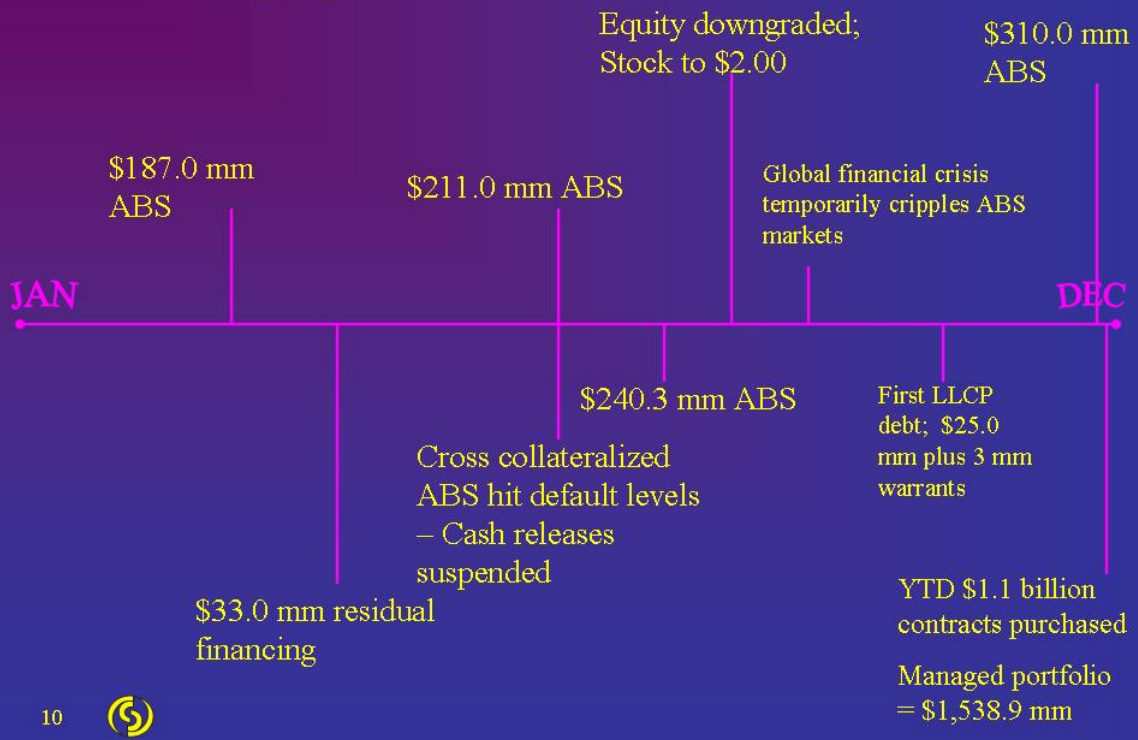 Equity downgraded;
Stock to $2.00
$310.0 mm
ABS
$187.0 mm
ABS
$211.0 mm ABS
Global financial crisis
temporarily cripples ABS
markets
JAN
DEC
$240.3 mm ABS
First LLCP
debt; $25.0
mm plus 3 mm
warrants
Cross collateralized
ABS hit default levels
– Cash releases
suspended
$33.0 mm residual
financing
YTD $1.1 billion
contracts purchased
Managed portfolio
= $1,538.9 mm
10